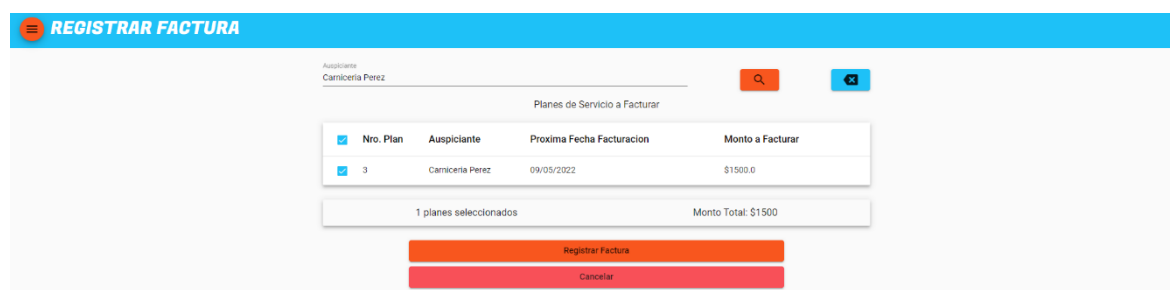 REGISTRAR FACTURA
Auspiciante
Carniceria Perez
Planes de Servicio a Facturar
Nro. Plan Auspiciante Proxima Fecha Facturacion Monto a Facturar
3 Carniceria Perez 09/05/2022 $1500.0
1 planes seleccionados Monto Total: $1500
Registrar Factura
Cancelar